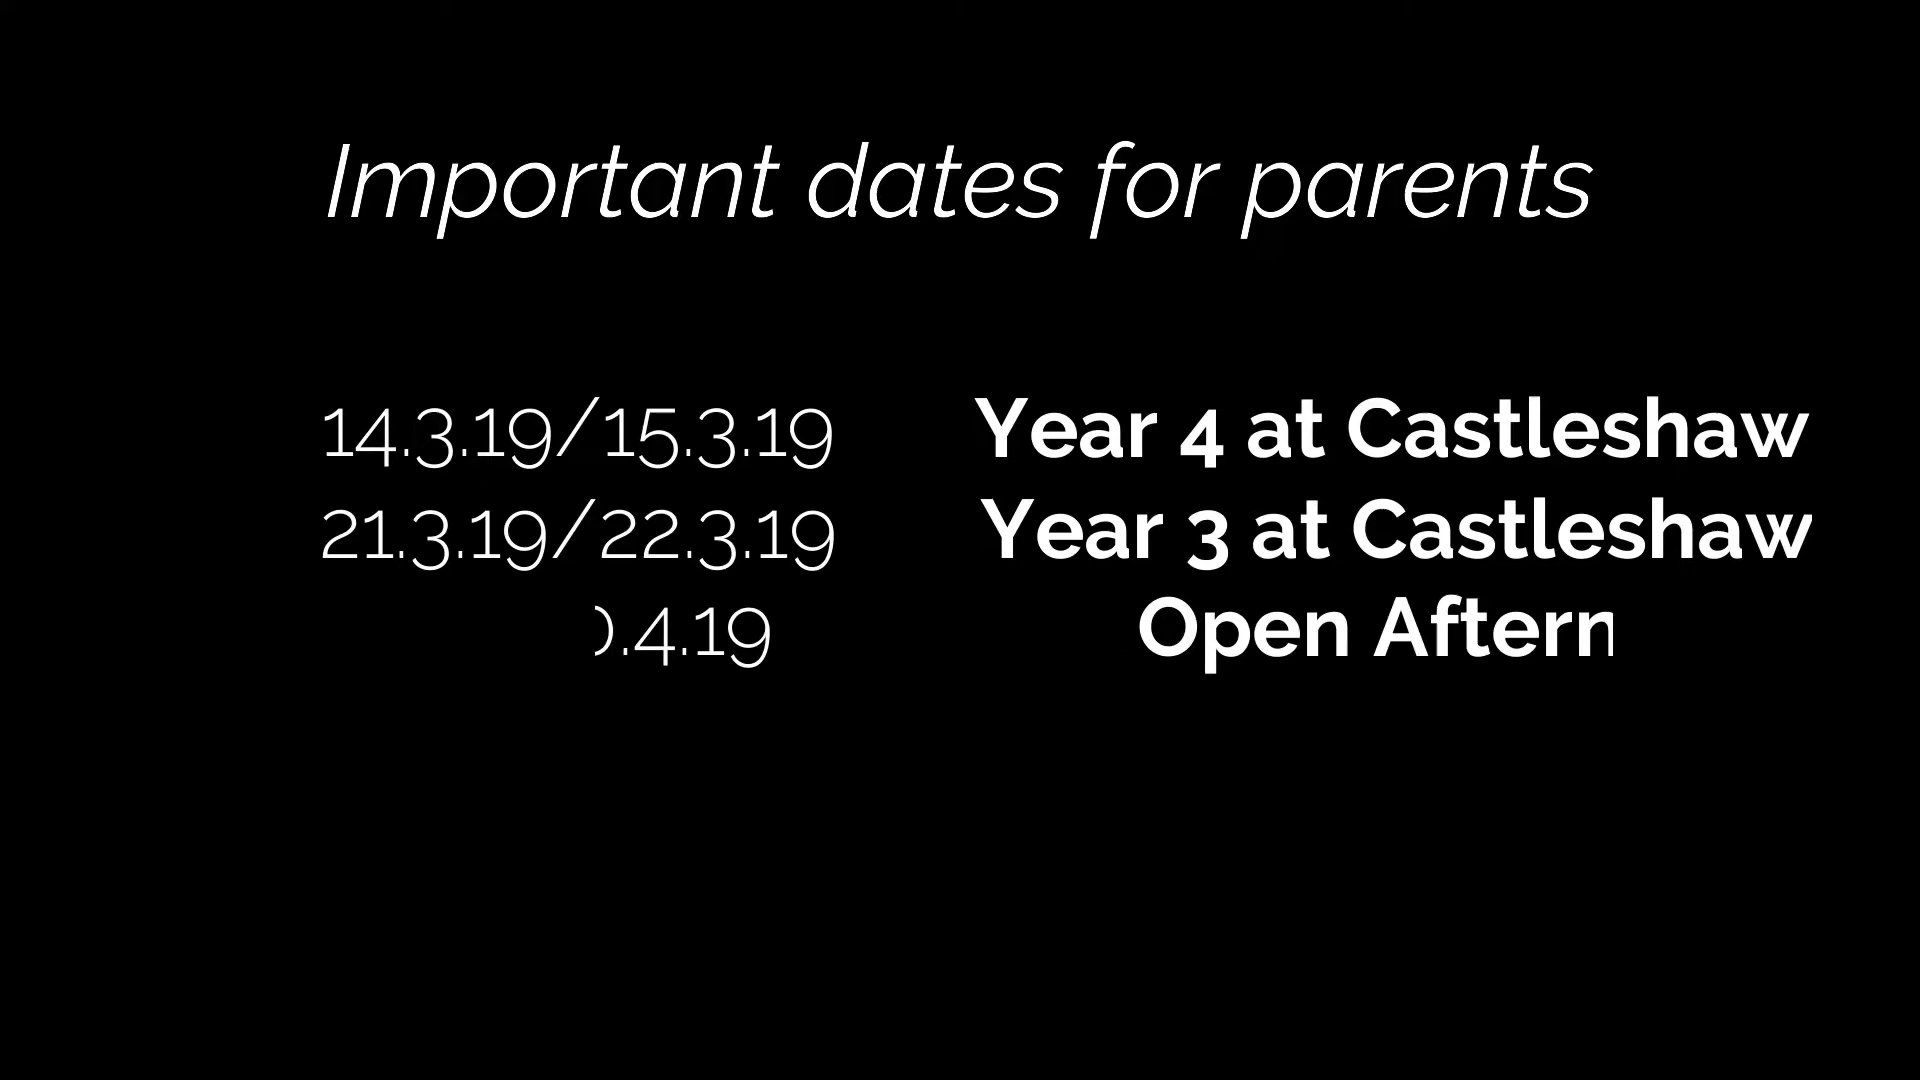 Important dates for parents
14.3.19/15.3.19 Year 4 at Castleshaw
21.3.19/22.3.19 Year 3 at Castleshaw
.4.19 Open Aftern